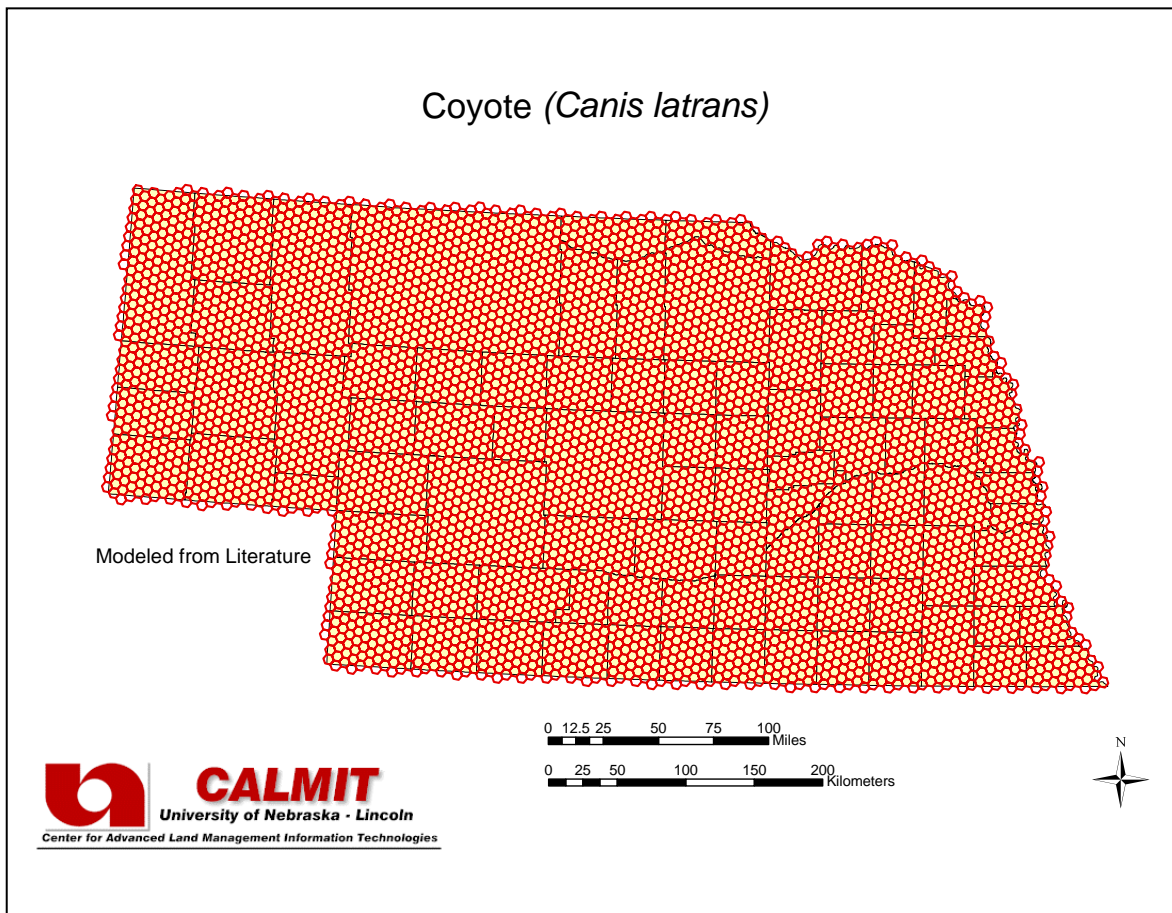 Coyote (Canis latrans)
Modeled from Literature
0 12.5 25 50 75 100
Miles
0 25 50 100 150 200
Kilometers
N
CALMIT
University of Nebraska - Lincoln
Center for Advanced Land Management Information Technologies